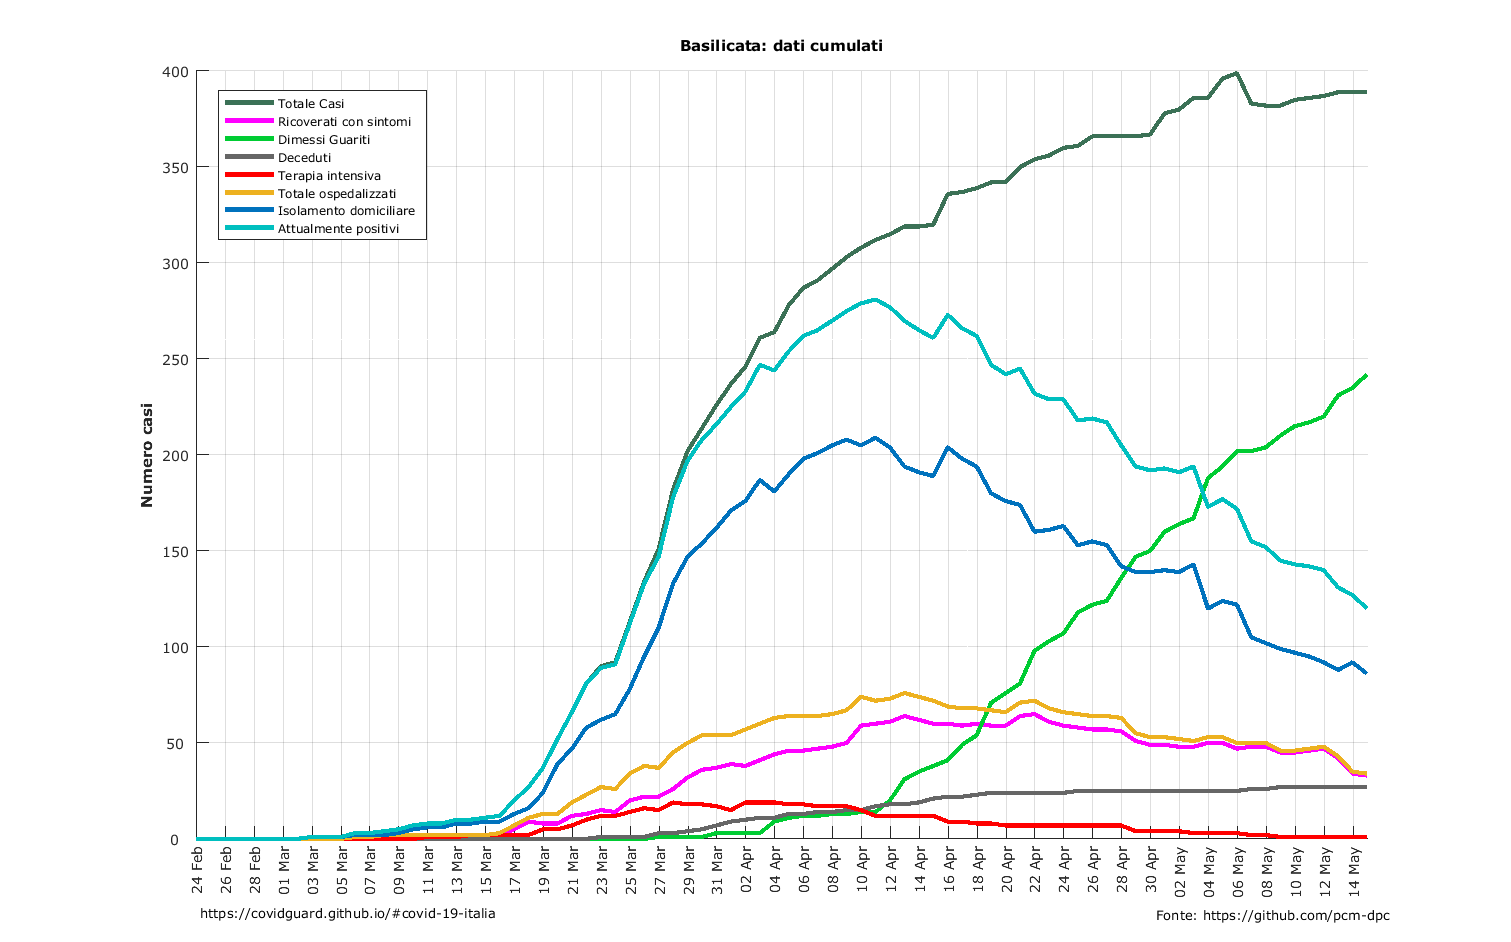 Basilicata: dati cumulati
Numero casi
400
350
300
250
200
150
100
50
0
Totale Casi
Ricoverati con sintomi
Dimessi Guariti
Deceduti
Terapia intensiva
Totale ospedalizzati
Isolamento domiciliare
Attualmente positivi
24 Feb
26 Feb
28 Feb
01 Mar
03 Mar
05 Mar
07 Mar
09 Mar
11 Mar
13 Mar
15 Mar
17 Mar
19 Mar
21 Mar
23 Mar
25 Mar
27 Mar
29 Mar
31 Mar
02 Apr
04 Apr
06 Apr
08 Apr
10 Apr
12 Apr
14 Apr
16 Apr
18 Apr
20 Apr
22 Apr
24 Apr
26 Apr
28 Apr
30 Apr
02 May
04 May
06 May
08 May
10 May
12 May
14 May
https://covidguard.github.io/#covid-19-italia
Fonte: https://github.com/pcm-dpc